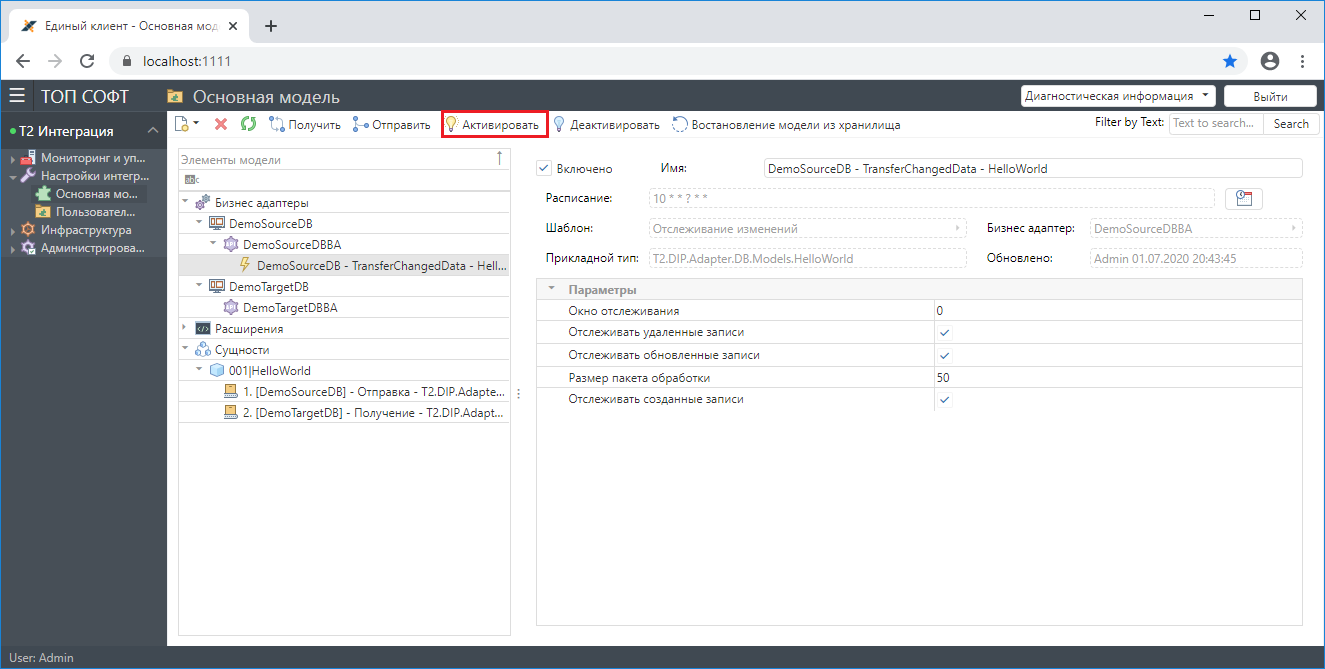 Единый клиент - Основная мод
localhost:1111
ТОП СОФТ
Основная модель
Диагностическая информация
Выйти
Т2 Интеграция
Получить
Отправить
Активировать
Деактивировать
Востановление модели из хранилища
Filter by Text:
Text to search...
Search
Мониторинг и уп...
Настройки интегр...
Основная мо...
Пользовател...
Инфраструктура
Администрирова...
Элементы модели
Бизнес адаптеры
DemoSourceDB
DemoSourceDBBA
DemoSourceDB - TransferChangedData - Hell...
DemoTargetDB
DemoTargetDBBA
Расширения
Сущности
001|HelloWorld
1. [DemoSourceDB] - Отправка - T2.DIP.Adapte...
2. [DemoTargetDB] - Получение - T2.DIP.Adapt...
Включено
Имя:
DemoSourceDB - TransferChangedData - HelloWorld
Расписание:
10 * * ? * *
Шаблон:
Отслеживание изменений
Бизнес адаптер:
DemoSourceDBBA
Прикладной тип:
T2.DIP.Adapter.DB.Models.HelloWorld
Обновлено:
Admin 01.07.2020 20:43:45
Параметры
Окно отслеживания
0
Отслеживать удаленные записи
Отслеживать обновленные записи
Размер пакета обработки
50
Отслеживать созданные записи
User: Admin